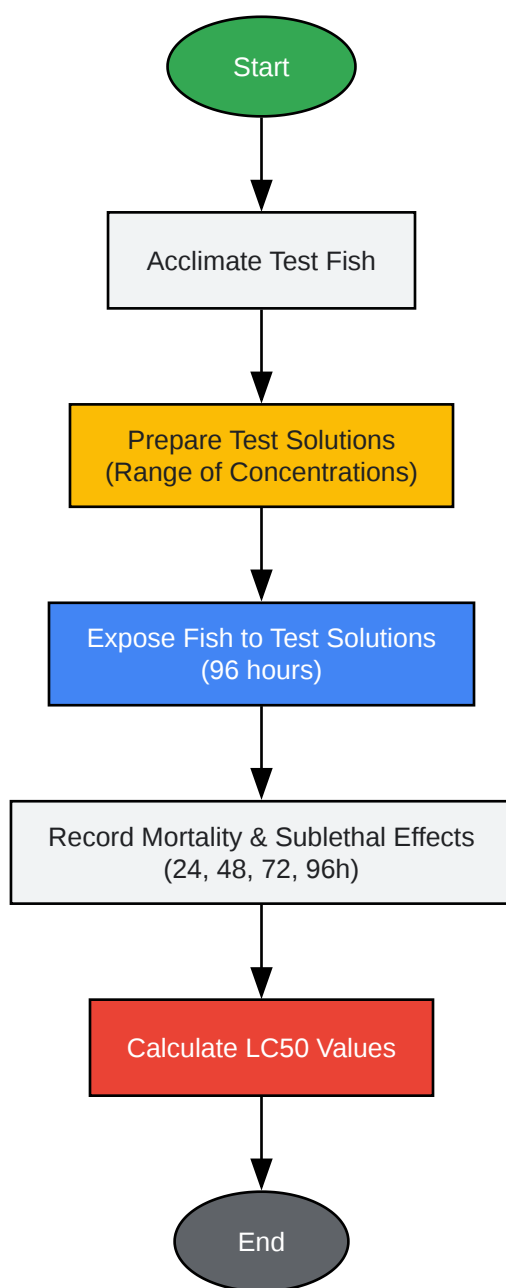 Start
Acclimate Test Fish
Prepare Test Solutions
(Range of Concentrations)
Expose Fish to Test Solutions
(96 hours)
Record Mortality & Sublethal Effects
(24, 48, 72, 96h)
Calculate LC50 Values
End